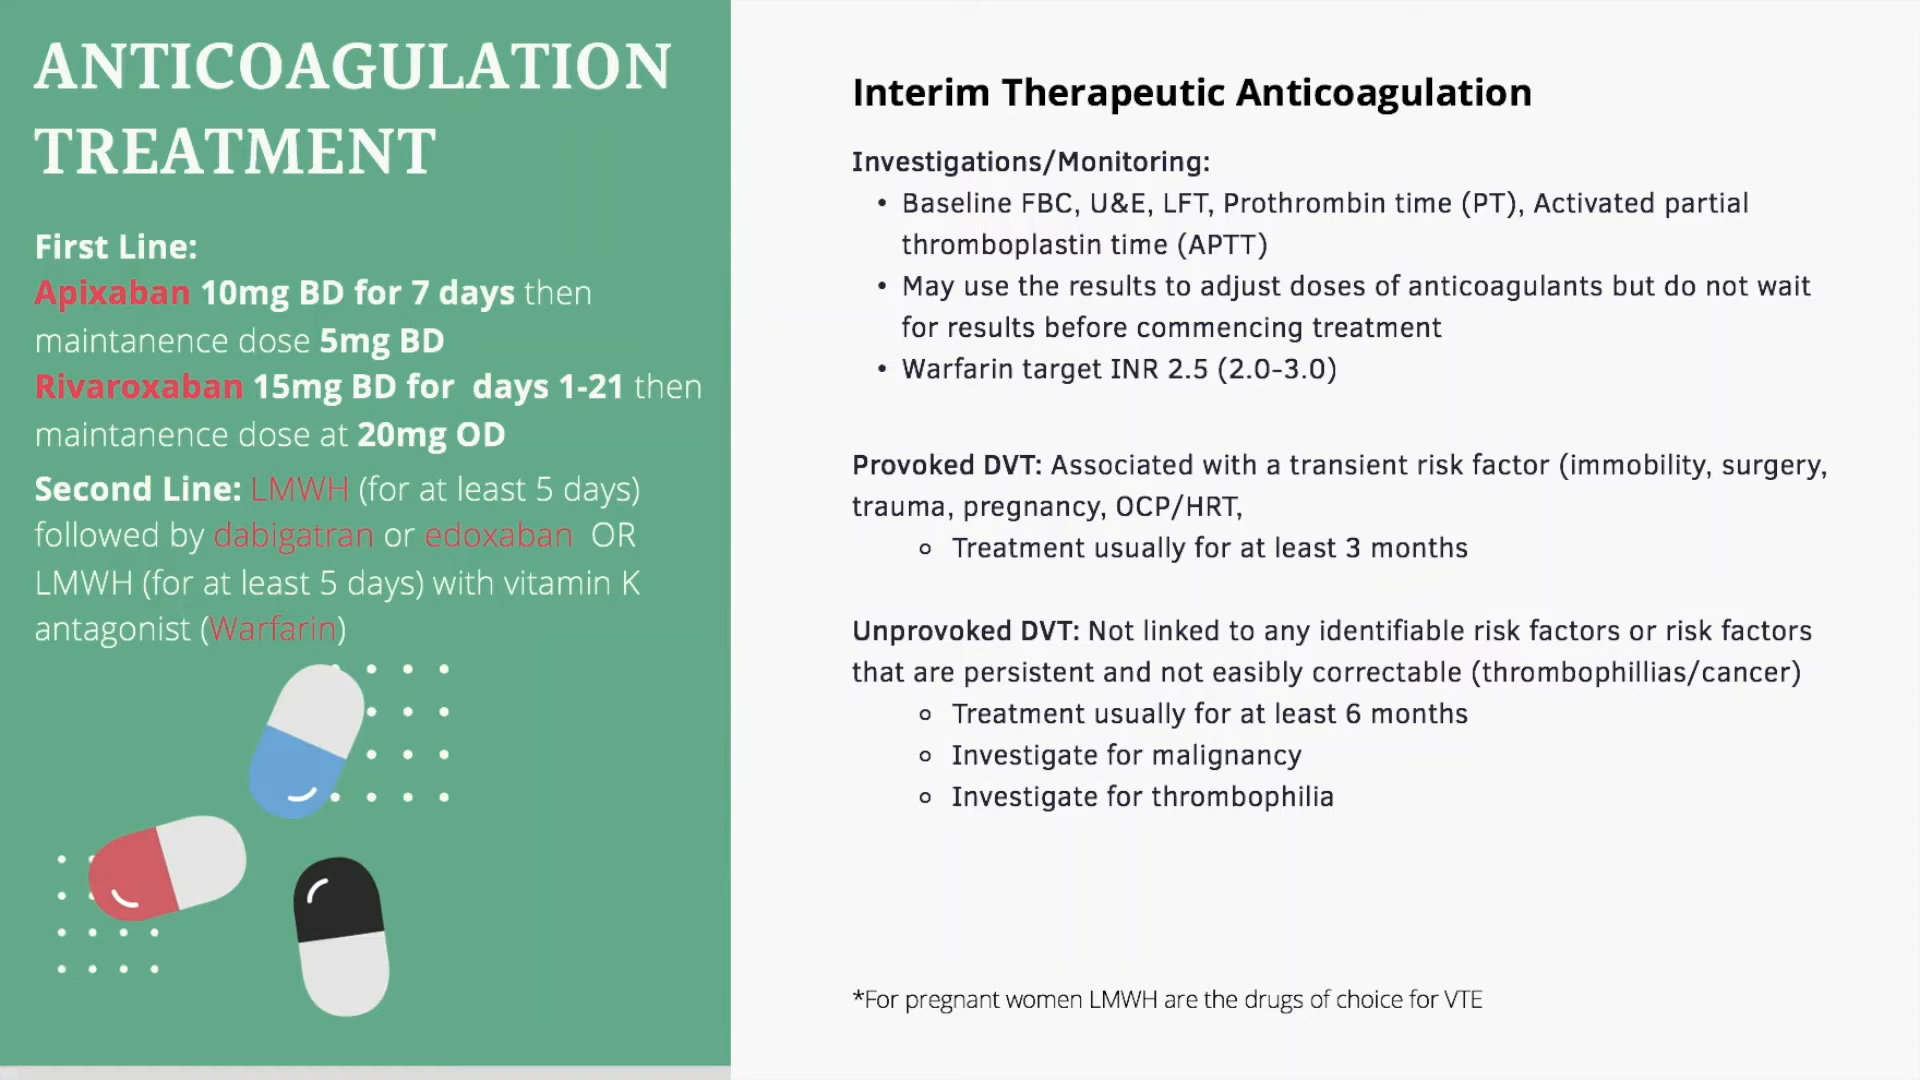 ANTICOAGULATION
TREATMENT
First Line:
Apixaban 10mg BD for 7 days then
maintanence dose 5mg BD
Rivaroxaban 15mg BD for days 1-21 then
maintanence dose at 20mg OD
Second Line: LMWH (for at least 5 days)
followed by dabigatran or edoxaban OR
LMWH (for at least 5 days) with vitamin K
antagonist (Warfarin)
Interim Therapeutic Anticoagulation
Investigations/Monitoring:
• Baseline FBC, U&E, LFT, Prothrombin time (PT), Activated partial
thromboplastin time (APTT)
• May use the results to adjust doses of anticoagulants but do not wait
for results before commencing treatment
• Warfarin target INR 2.5 (2.0-3.0)
Provoked DVT: Associated with a transient risk factor (immobility, surgery,
trauma, pregnancy, OCP/HRT,
◦ Treatment usually for at least 3 months
Unprovoked DVT: Not linked to any identifiable risk factors or risk factors
that are persistent and not easibly correctable (thrombophillias/cancer)
◦ Treatment usually for at least 6 months
◦ Investigate for malignancy
◦ Investigate for thrombophilia
*For pregnant women LMWH are the drugs of choice for VTE